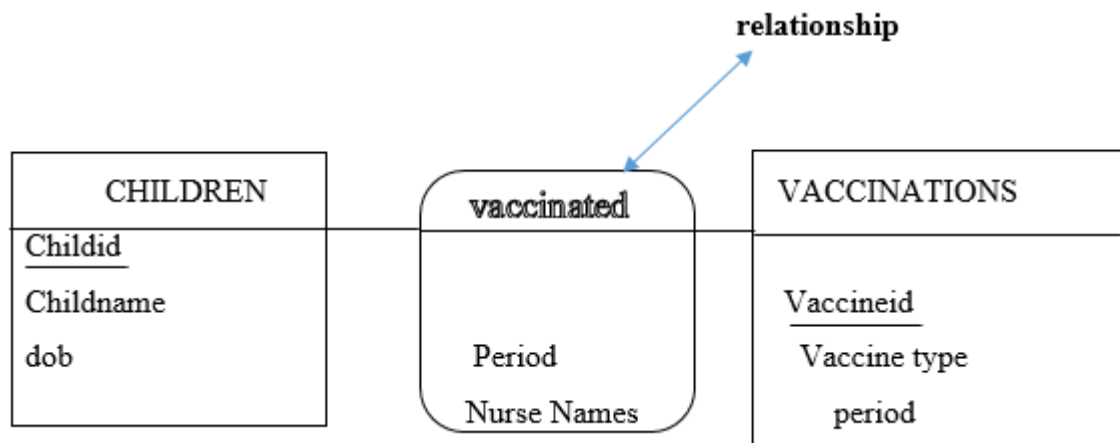 relationship
CHILDREN
Childid
Childname
dob
vaccinated
Period
Nurse Names
VACCINATIONS
Vaccineid
Vaccine type
period